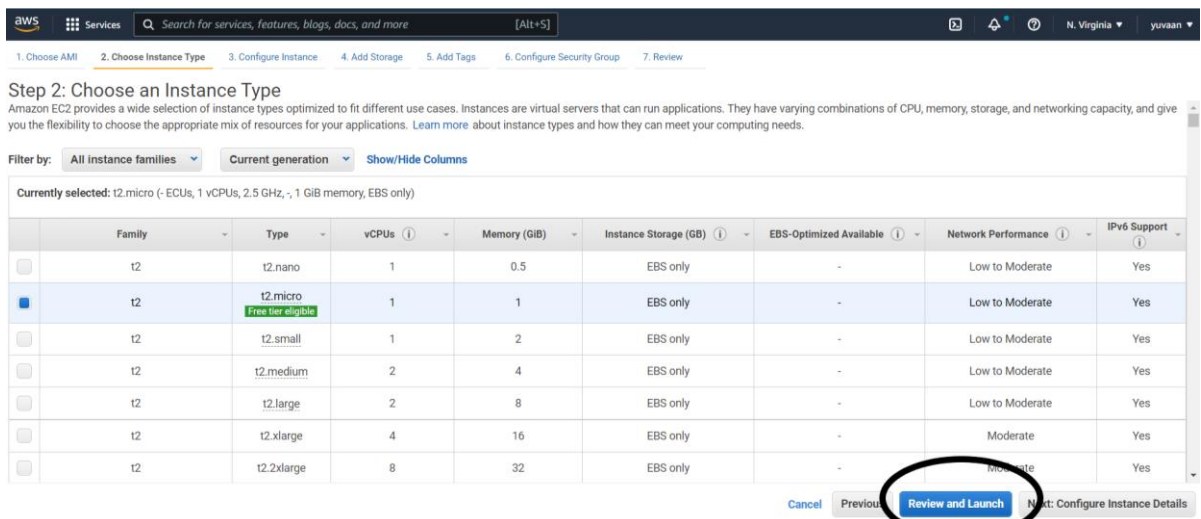 aws Services Search for services, features, blogs, docs, and more [Alt+S] N. Virginia yuvaan
1. Choose AMI 2. Choose Instance Type 3. Configure Instance 4. Add Storage 5. Add Tags 6. Configure Security Group 7. Review
Step 2: Choose an Instance Type
Amazon EC2 provides a wide selection of instance types optimized to fit different use cases. Instances are virtual servers that can run applications. They have varying combinations of CPU, memory, storage, and networking capacity, and give
you the flexibility to choose the appropriate mix of resources for your applications. Learn more about instance types and how they can meet your computing needs.
Filter by: All instance families Current generation Show/Hide Columns
Currently selected: t2.micro (- ECUs, 1 vCPUs, 2.5 GHz, -, 1 GiB memory, EBS only)
Family Type vCPUs Memory (GiB) Instance Storage (GB) EBS-Optimized Available Network Performance IPv6 Support
t2 t2.nano 1 0.5 EBS only - Low to Moderate Yes
t2 t2.micro 1 1 EBS only - Low to Moderate Yes
Free tier eligible
t2 t2.small 1 2 EBS only - Low to Moderate Yes
t2 t2.medium 2 4 EBS only - Low to Moderate Yes
t2 t2.large 2 8 EBS only - Low to Moderate Yes
t2 t2.xlarge 4 16 EBS only - Moderate Yes
t2 t2.2xlarge 8 32 EBS only - Moderate Yes
Cancel Previous Review and Launch Next: Configure Instance Details